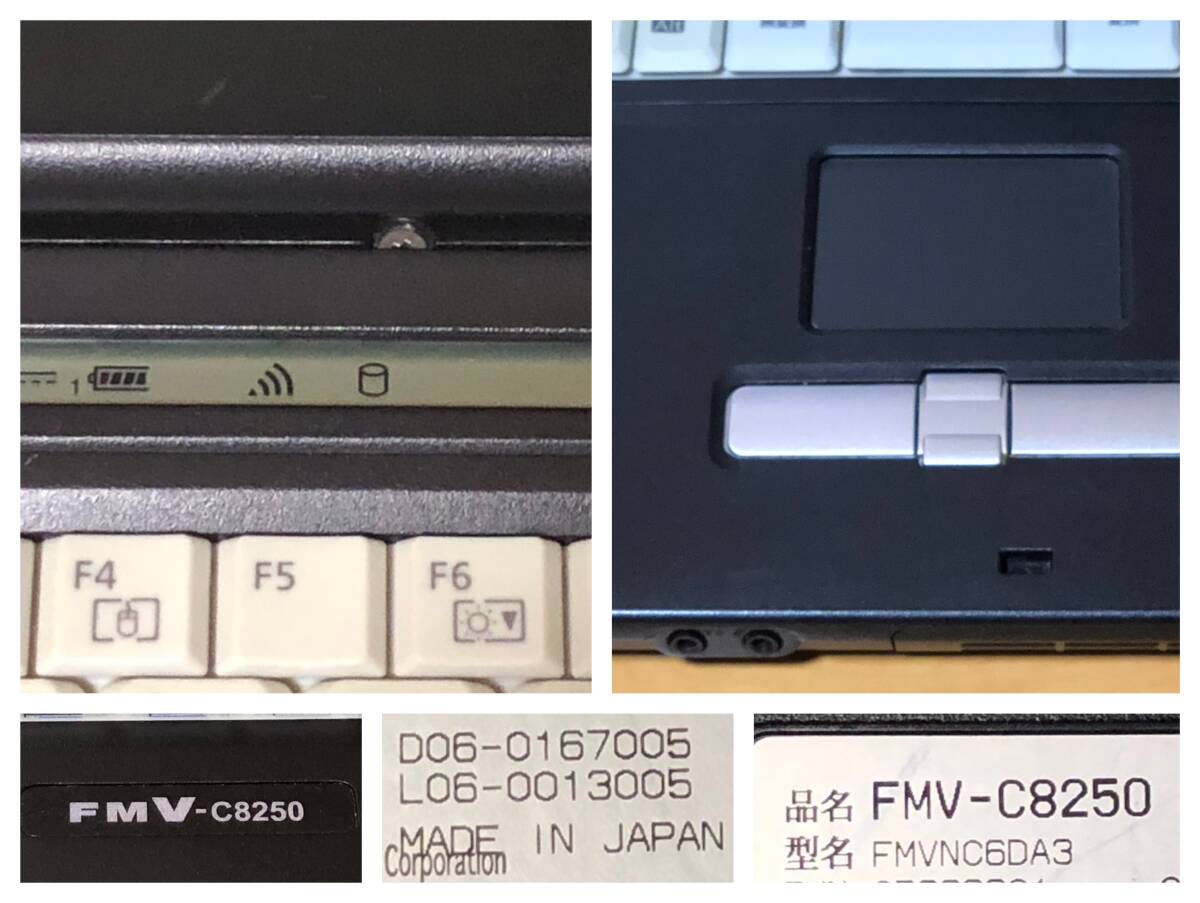 1
F4
F5
F6
Alt
FMV-C8250
D06-0167005
L06-0013005
MADE IN JAPAN
Corporation
品名 FMV-C8250
型名 FMVNC6DA3